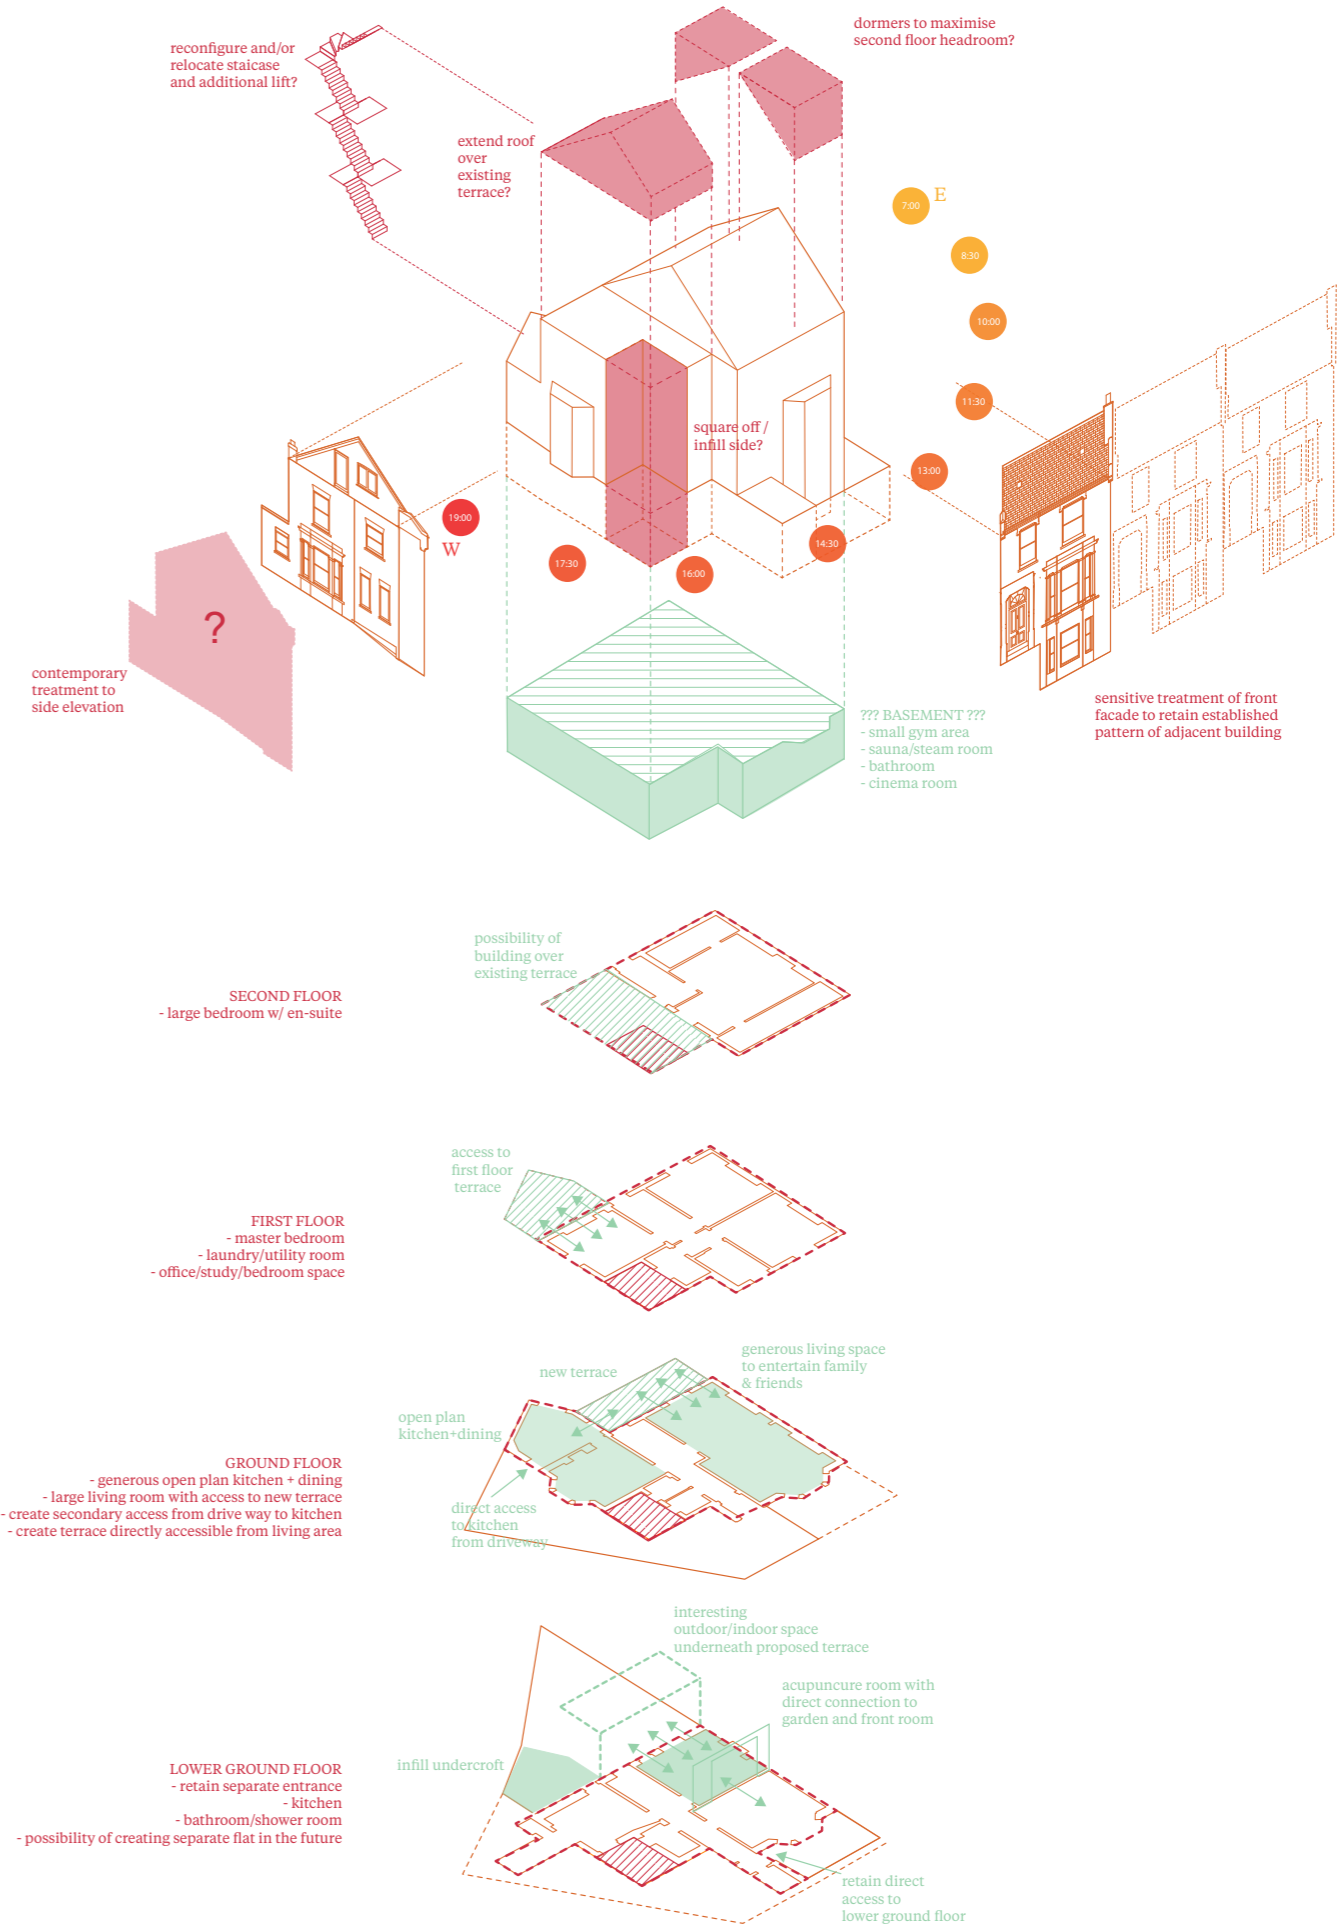 dormers to maximise
second floor headroom?
reconfigure and/or
relocate staicase
and additional lift?
extend roof
over
existing
terrace?
7:00
E
8:30
10:00
11:30
square off /
infill side?
13:00
19:00
W
14:30
17:30
16:00
?
contemporary
treatment to
side elevation
sensitive treatment of front
facade to retain established
pattern of adjacent building
??? BASEMENT ???
- small gym area
- sauna/steam room
- bathroom
- cinema room
possibility of
building over
existing terrace
SECOND FLOOR
- large bedroom w/ en-suite
access to
first floor
terrace
FIRST FLOOR
- master bedroom
- laundry/utility room
- office/study/bedroom space
generous living space
to entertain family
& friends
new terrace
open plan
kitchen+dining
GROUND FLOOR
- generous open plan kitchen + dining
- large living room with access to new terrace
- create secondary access from drive way to kitchen
- create terrace directly accessible from living area
direct access
to kitchen
from driveway
interesting
outdoor/indoor space
underneath proposed terrace
acupuncure room with
direct connection to
garden and front room
infill undercroft
LOWER GROUND FLOOR
- retain separate entrance
- kitchen
- bathroom/shower room
- possibility of creating separate flat in the future
retain direct
access to
lower ground floor